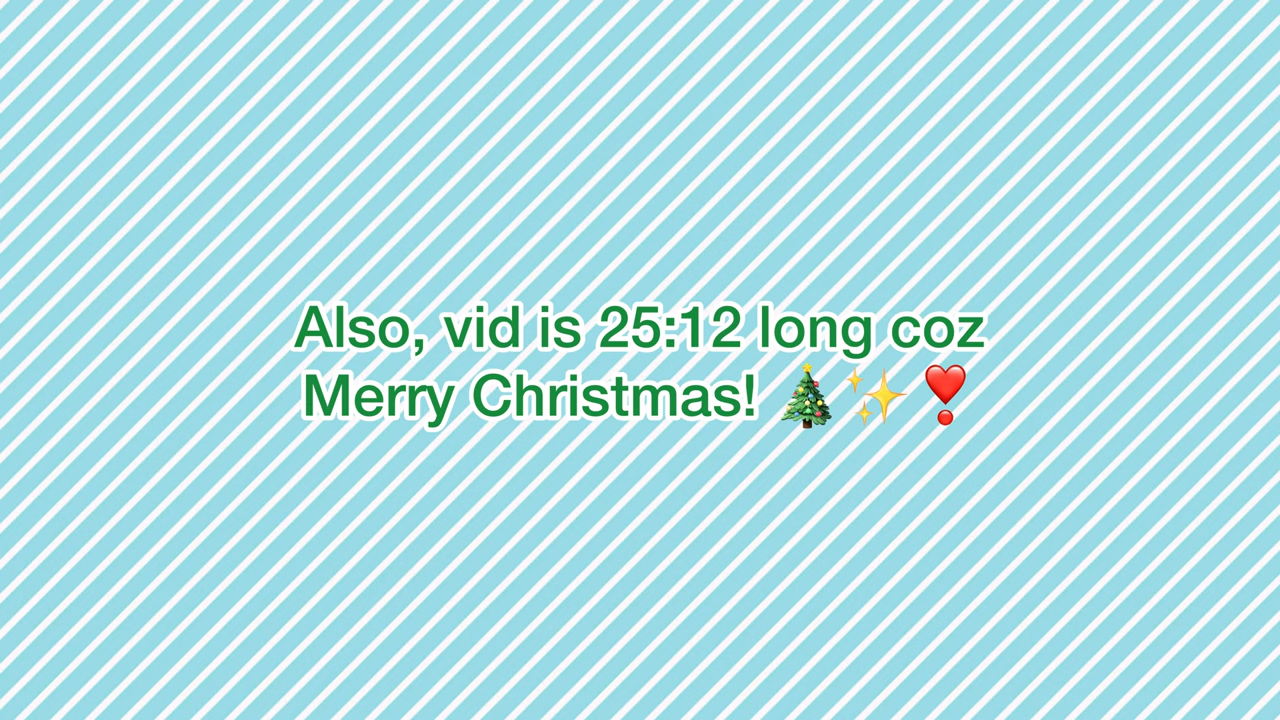 Also, vid is 25:12 long coz
Merry Christmas! 🎄✨❣️